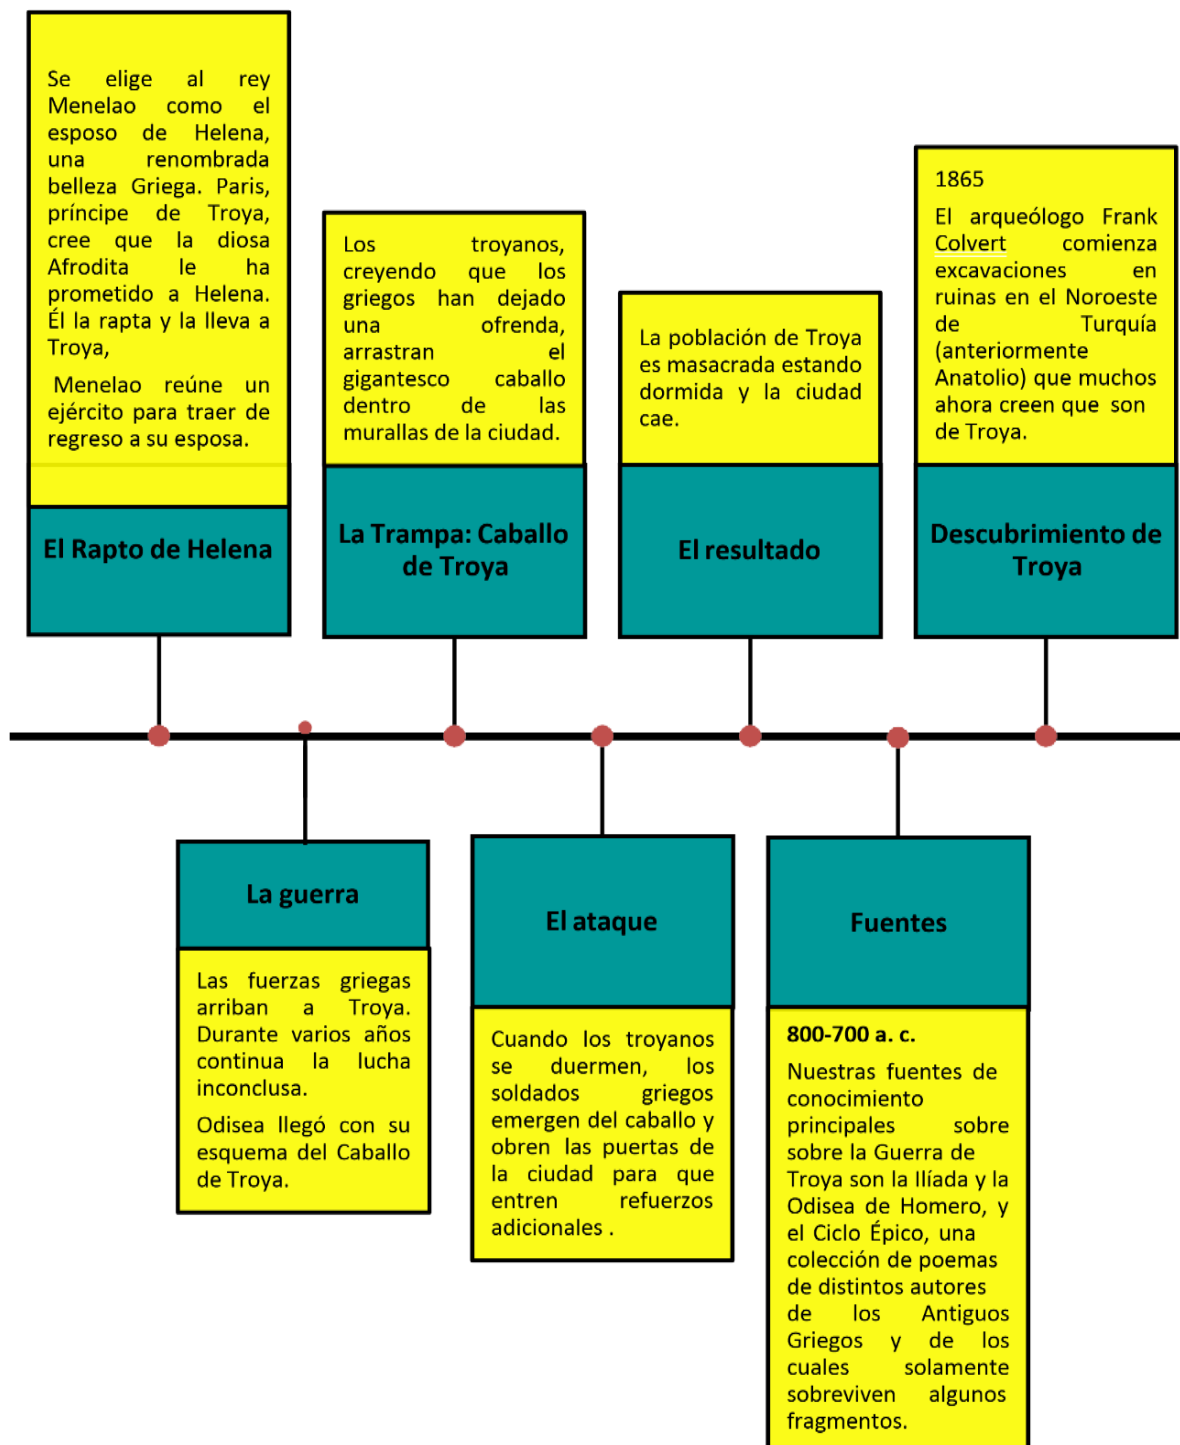 Se elige al rey
Menelao como el
esposo de Helena,
una renombrada
belleza Griega. Paris,
príncipe de Troya,
cree que la diosa
Afrodita le ha
prometido a Helena.
Él la rapta y la lleva a
Troya,
Menelao reúne un
ejército para traer de
regreso a su esposa.
El Rapto de Helena
Las fuerzas griegas
arriban a Troya.
Durante varios años
continua la lucha
inconclusa.
Odisea llegó con su
esquema del Caballo
de Troya.
La guerra
Los troyanos,
creyendo que los
griegos han dejado
una ofrenda,
arrastran el
gigantesco caballo
dentro de las
murallas de la ciudad.
La Trampa: Caballo
de Troya
El ataque
Cuando los troyanos
se duermen, los
soldados griegos
emergen del caballo y
obren las puertas de
la ciudad para que
entren refuerzos
adicionales .
La población de Troya
es masacrada estando
dormida y la ciudad
cae.
El resultado
Fuentes
800-700 a. c.
Nuestras fuentes de
conocimiento
principales sobre
sobre la Guerra de
Troya son la Ilíada y la
Odisea de Homero, y
el Ciclo Épico, una
colección de poemas
de distintos autores
de los Antiguos
Griegos y de los
cuales solamente
sobreviven algunos
fragmentos.
1865
El arqueólogo Frank
Colvert comienza
excavaciones en
ruinas en el Noroeste
de Turquía
(anteriormente
Anatolio) que muchos
ahora creen que son
de Troya.
Descubrimiento de
Troya